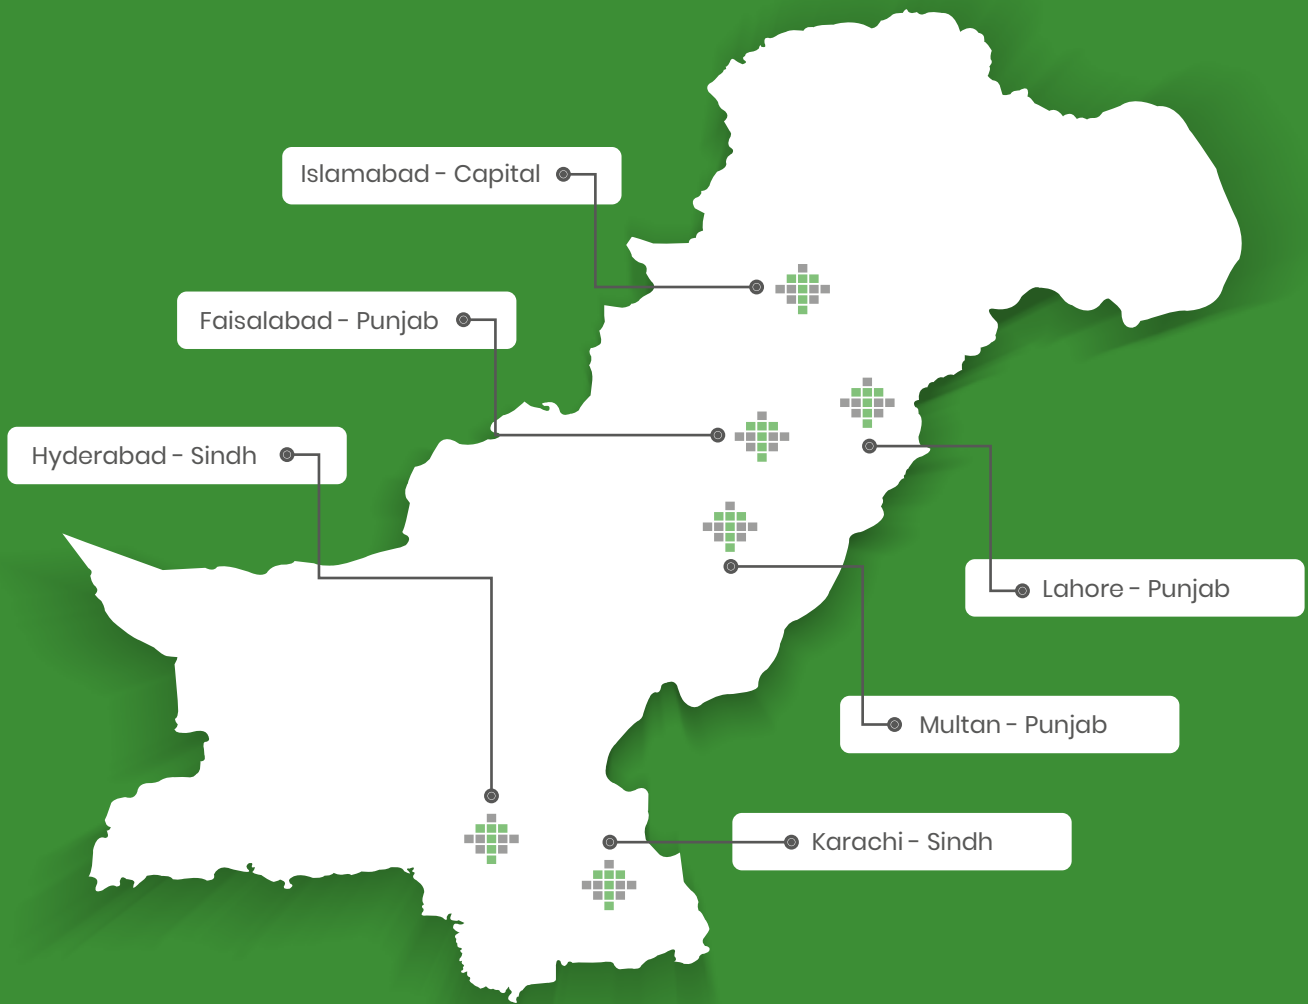 Islamabad - Capital
Faisalabad - Punjab
Hyderabad - Sindh
Lahore - Punjab
Multan - Punjab
Karachi - Sindh